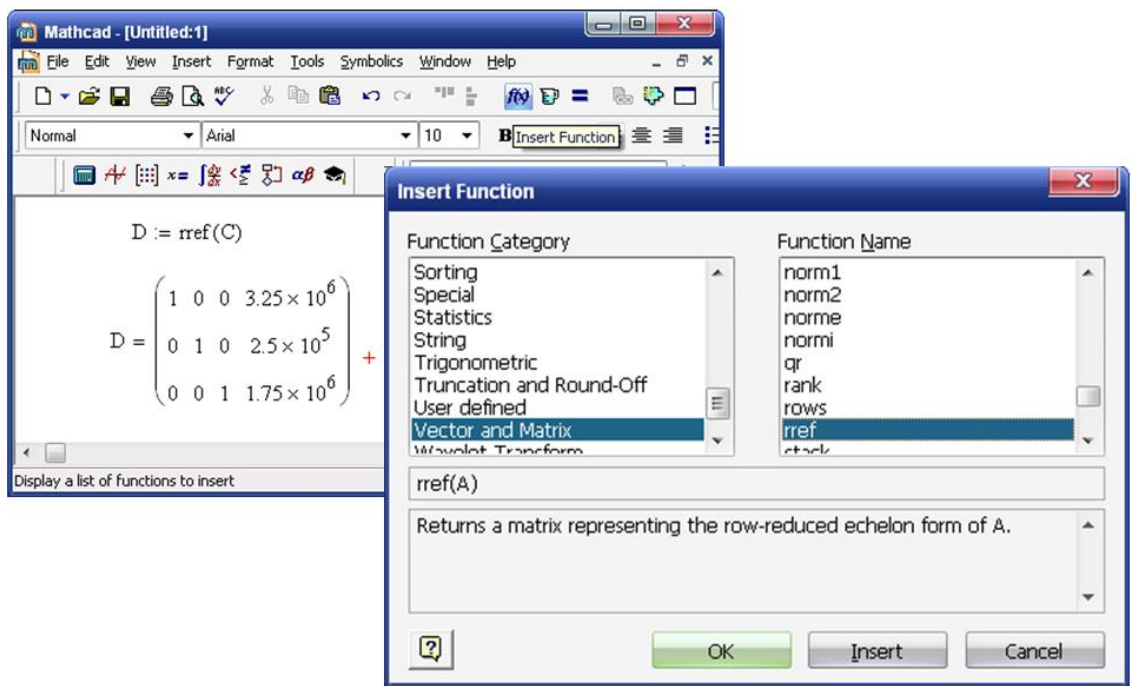 Mathcad - [Untitled:1]
File Edit View Insert Format Tools Symbolics Window Help
Normal Arial 10 B Insert Function
D := rref(C)
D = ( 1 0 0 3.25 × 10^6
0 1 0 2.5 × 10^5
0 0 1 1.75 × 10^6 ) +
Display a list of functions to insert
Insert Function
Function Category
Sorting
Special
Statistics
String
Trigonometric
Truncation and Round-Off
User defined
Vector and Matrix
Wavelet Transform
Function Name
norm1
norm2
norme
normi
qr
rank
rows
rref
stack
rref(A)
Returns a matrix representing the row-reduced echelon form of A.
OK Insert Cancel